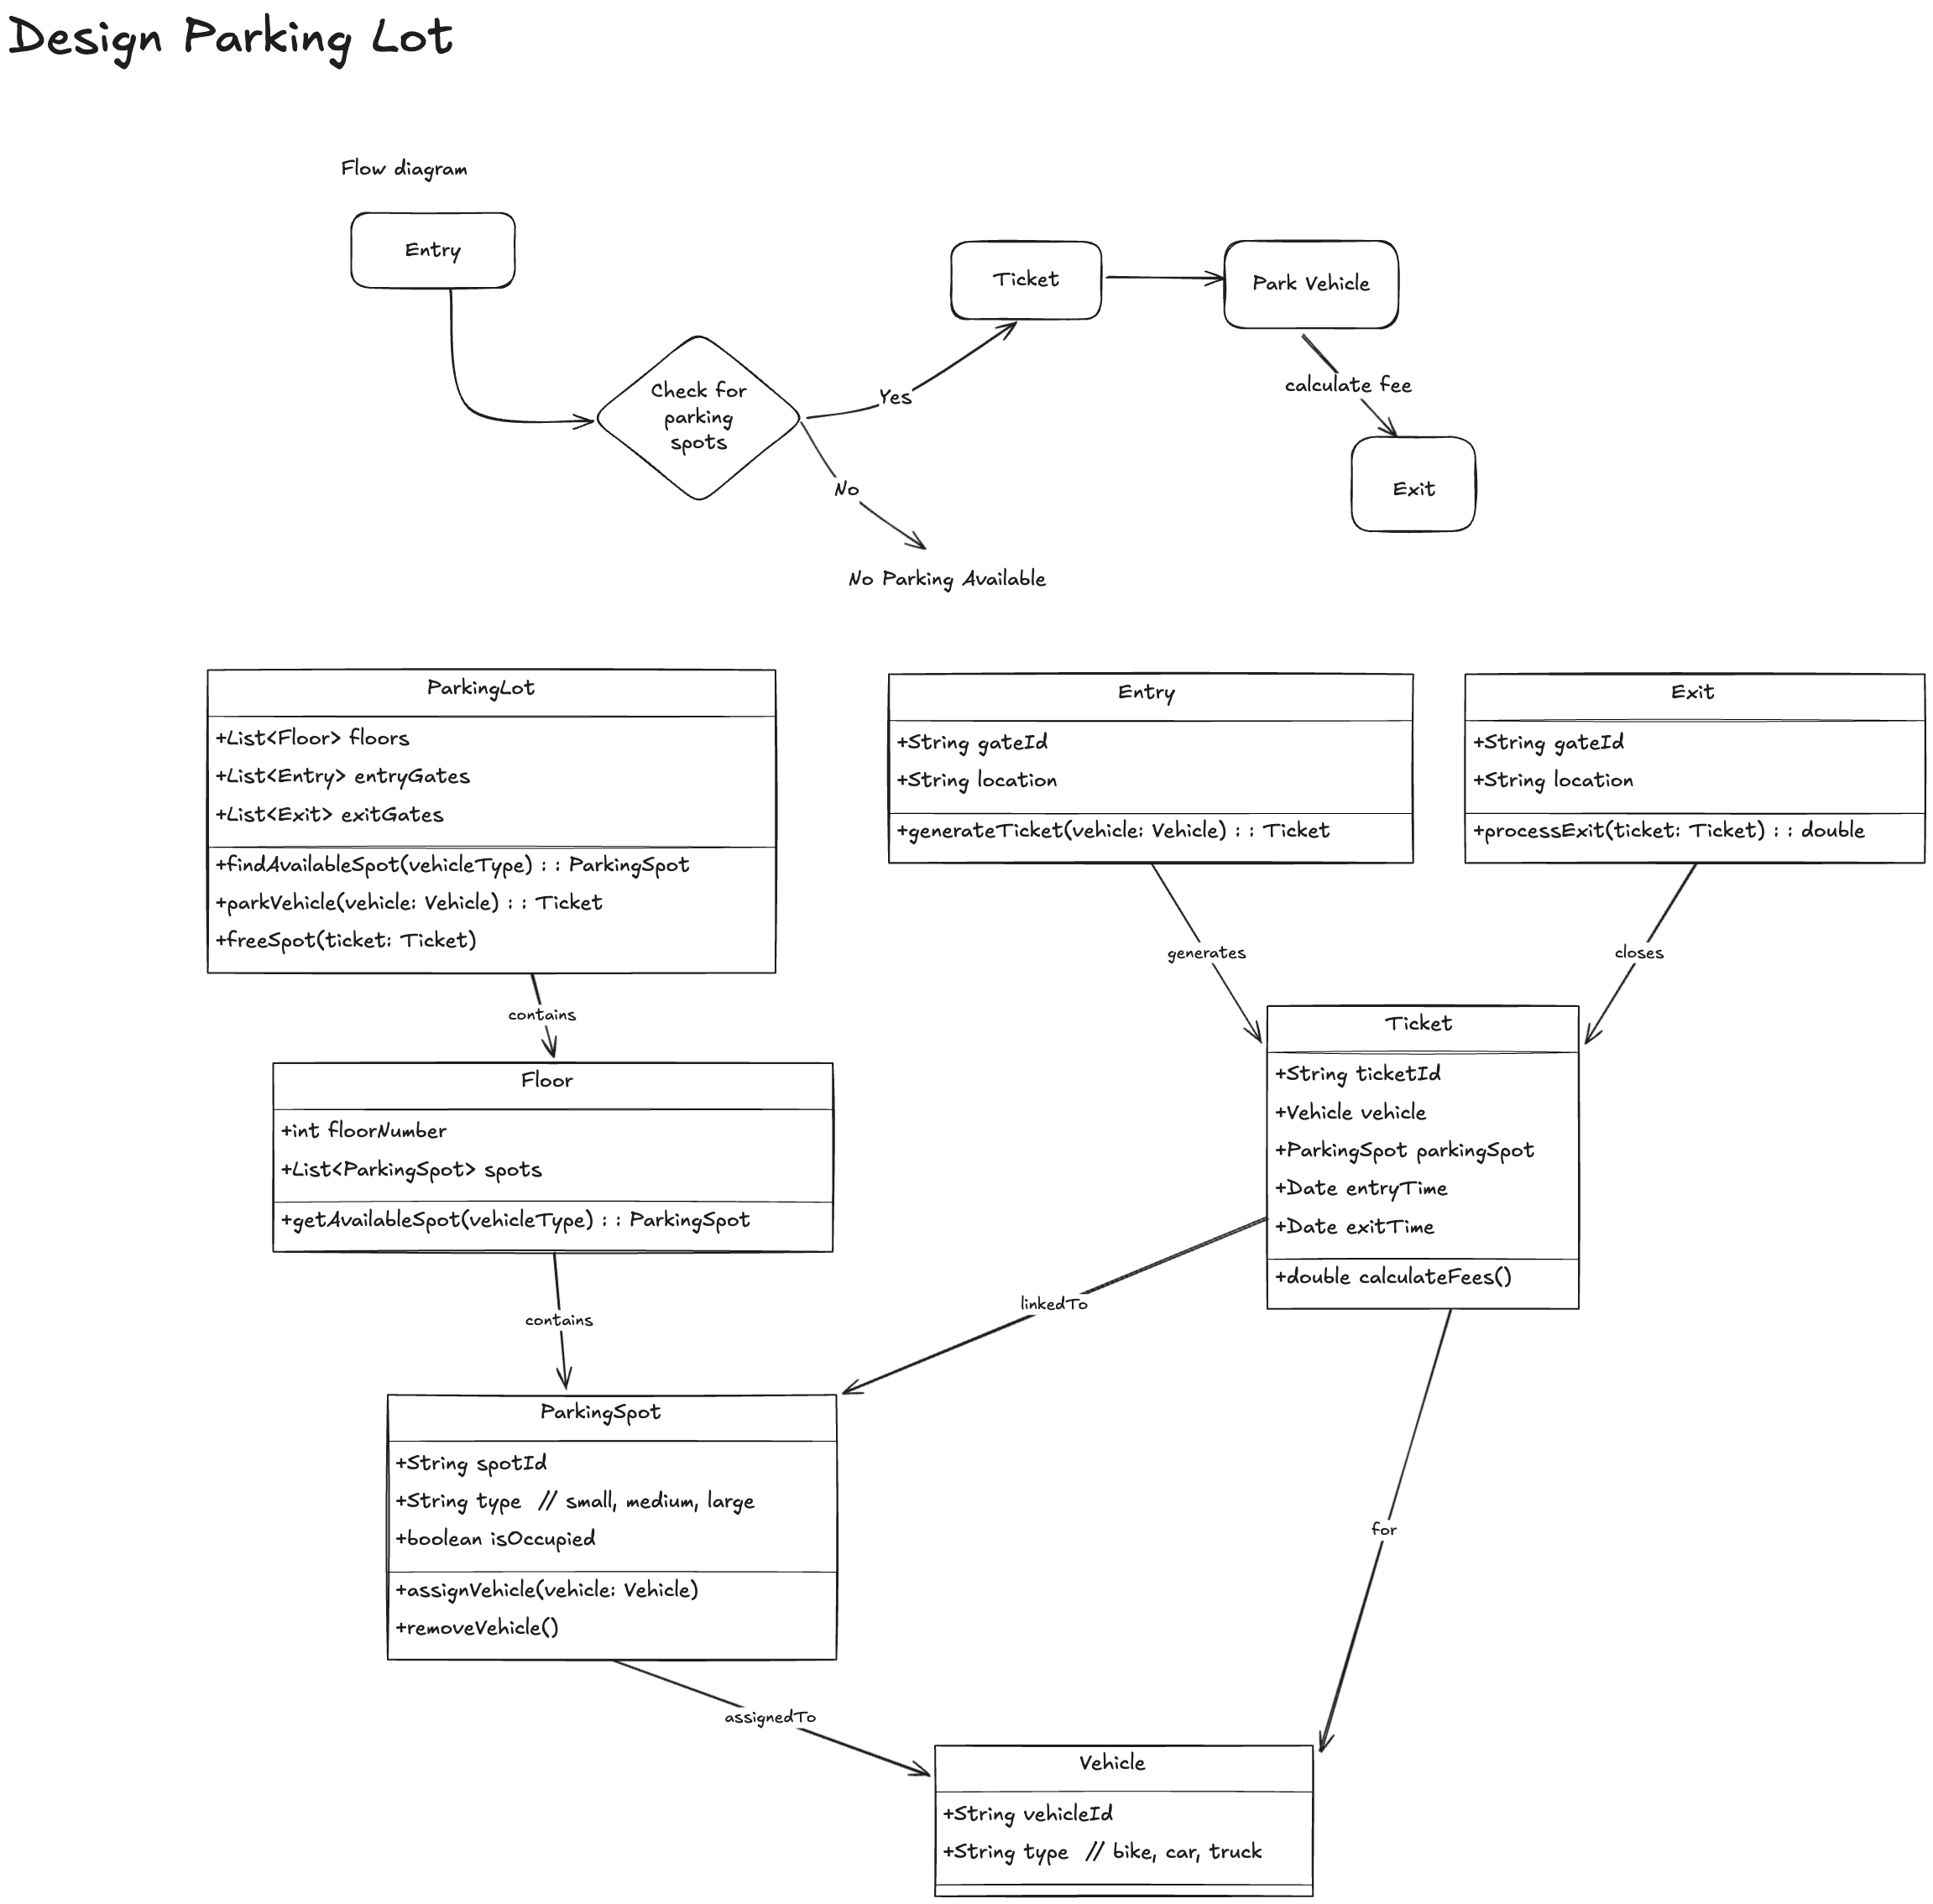 Design Parking Lot
Flow diagram
Entry
Check for
parking
spots
Yes
No
No Parking Available
Ticket
Park Vehicle
calculate fee
Exit
ParkingLot
+List<Floor> floors
+List<Entry> entryGates
+List<Exit> exitGates
+findAvailableSpot(vehicleType) : : ParkingSpot
+parkVehicle(vehicle: Vehicle) : : Ticket
+freeSpot(ticket: Ticket)
Entry
+String gateId
+String location
+generateTicket(vehicle: Vehicle) : : Ticket
Exit
+String gateId
+String location
+processExit(ticket: Ticket) : : double
contains
generates
closes
Floor
+int floorNumber
+List<ParkingSpot> spots
+getAvailableSpot(vehicleType) : : ParkingSpot
Ticket
+String ticketId
+Vehicle vehicle
+ParkingSpot parkingSpot
+Date entryTime
+Date exitTime
+double calculateFees()
contains
linkedTo
for
ParkingSpot
+String spotId
+String type // small, medium, large
+boolean isOccupied
+assignVehicle(vehicle: Vehicle)
+removeVehicle()
assignedTo
Vehicle
+String vehicleId
+String type // bike, car, truck